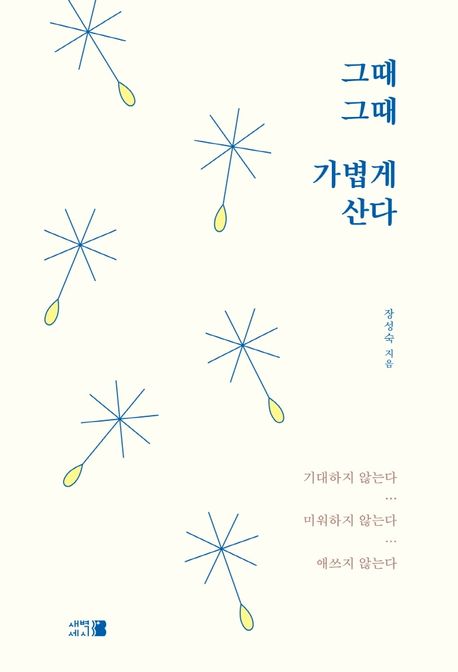 그때
그때
가볍게
산다
장성숙 지음
기대하지 않는다
...
미워하지 않는다
...
애쓰지 않는다
새벽
세시